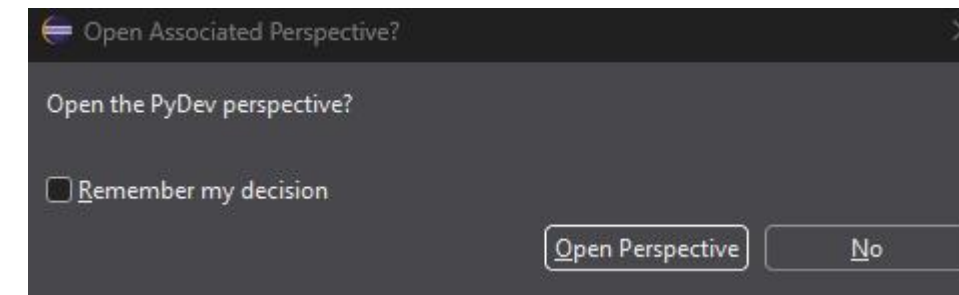 Open Associated Perspective?
Open the PyDev perspective?
Remember my decision
Open Perspective
No